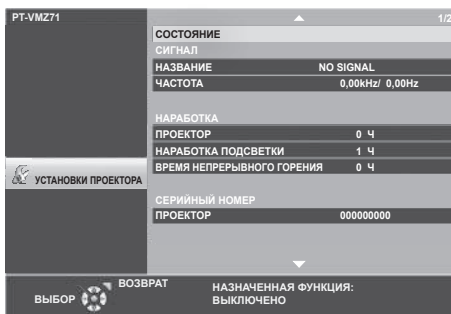 PT-VMZ71
1/2
СОСТОЯНИЕ
СИГНАЛ
НАЗВАНИЕ NO SIGNAL
ЧАСТОТА 0,00kHz/ 0,00Hz
НАРАБОТКА
ПРОЕКТОР 0 Ч
НАРАБОТКА ПОДСВЕТКИ 1 Ч
ВРЕМЯ НЕПРЕРЫВНОГО ГОРЕНИЯ 0 Ч
УСТАНОВКИ ПРОЕКТОРА
СЕРИЙНЫЙ НОМЕР
ПРОЕКТОР 000000000
ВОЗВРАТ
ВЫБОР
НАЗНАЧЕННАЯ ФУНКЦИЯ:
ВЫКЛЮЧЕНО